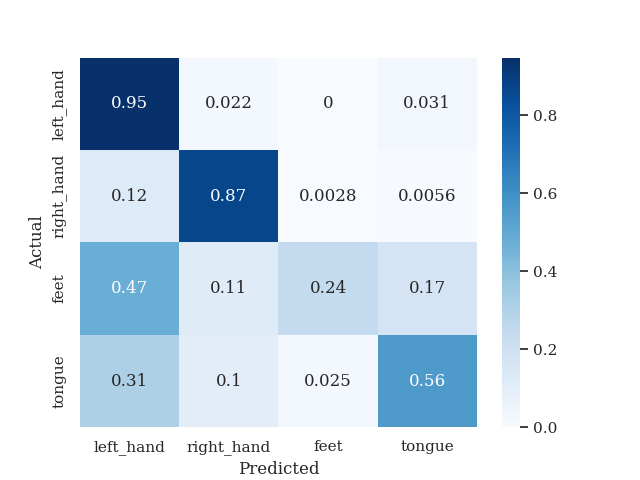 left_hand 0.95 0.022 0 0.031
right_hand 0.12 0.87 0.0028 0.0056
feet 0.47 0.11 0.24 0.17
tongue 0.31 0.1 0.025 0.56
left_hand right_hand feet tongue
Predicted
Actual
0.8
0.6
0.4
0.2
0.0